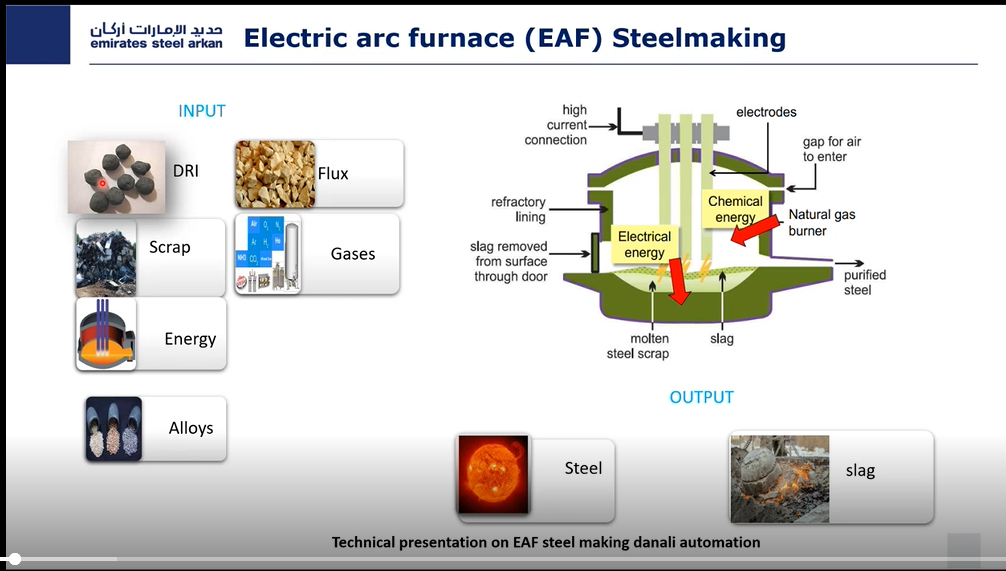 حديد الإمارات أركان
emirates steel arkan
Electric arc furnace (EAF) Steelmaking
INPUT
DRI
Flux
Scrap
Gases
Energy
Alloys
high
current
connection
electrodes
gap for air
to enter
refractory
lining
Chemical
energy
Natural gas
burner
Electrical
energy
slag removed
from surface
through door
purified
steel
molten
steel scrap
slag
OUTPUT
Steel
slag
Technical presentation on EAF steel making danali automation